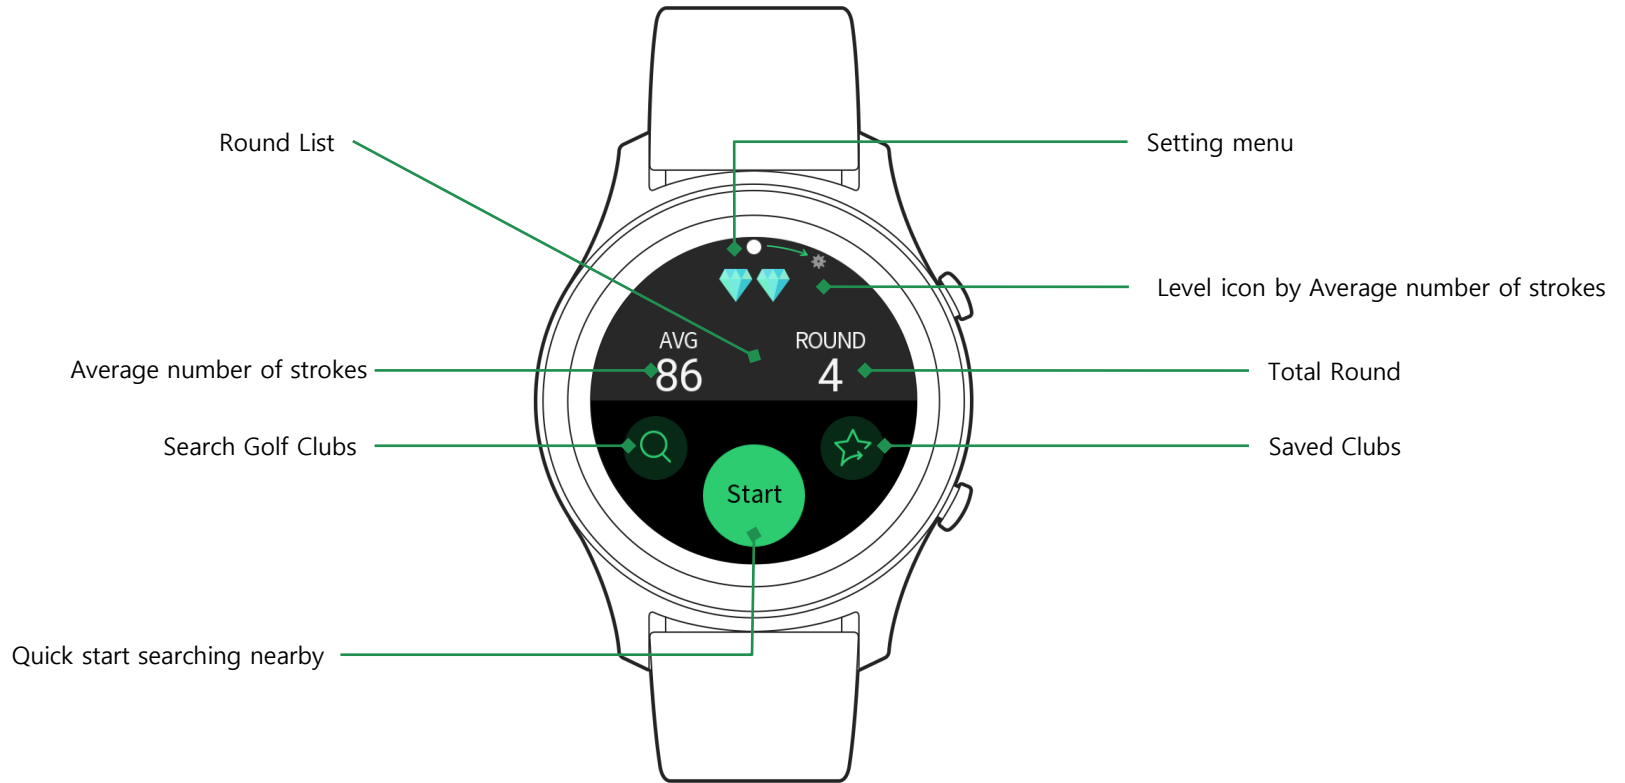 Round List
Setting menu
Level icon by Average number of strokes
AVG
ROUND
Average number of strokes
86
4
Total Round
Search Golf Clubs
Saved Clubs
Start
Quick start searching nearby